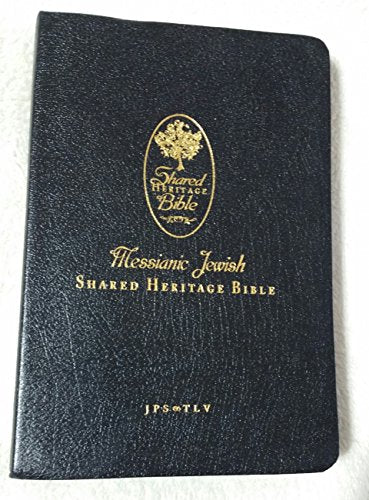 Shared
HERITAGE
Bible
Messianic Jewish
SHARED HERITAGE BIBLE
JPS∞TLV